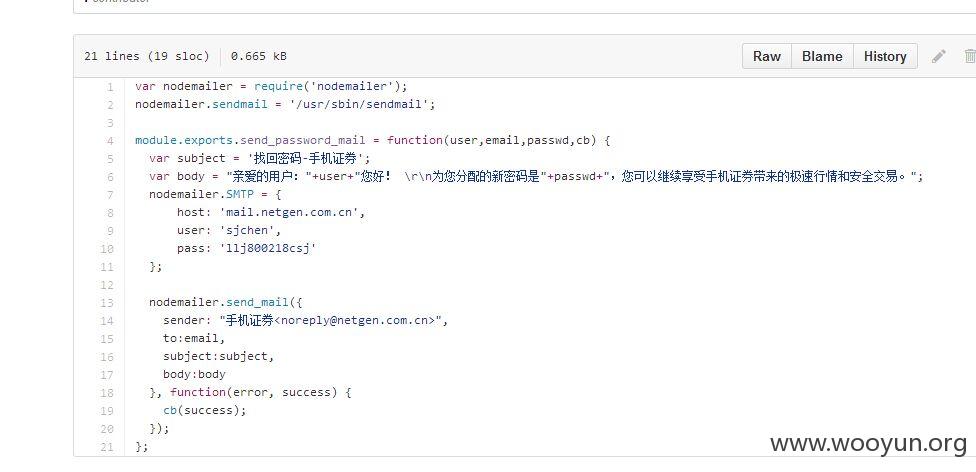 21 lines (19 sloc) 0.665 kB
Raw Blame History
1 var nodemailer = require('nodemailer');
2 nodemailer.sendmail = '/usr/sbin/sendmail';
3
4 module.exports.send_password_mail = function(user,email,passwd,cb) {
5 var subject = '找回密码-手机证券';
6 var body = "亲爱的用户："+user+"您好！ \r\n为您分配的新密码是"+passwd+"，您可以继续享受手机证券带来的极速行情和安全交易。";
7 nodemailer.SMTP = {
8 host: 'mail.netgen.com.cn',
9 user: 'sjchen',
10 pass: 'llj800218csj'
11 };
12
13 nodemailer.send_mail({
14 sender: "手机证券<noreply@netgen.com.cn>",
15 to:email,
16 subject:subject,
17 body:body
18 }, function(error, success) {
19 cb(success);
20 });
21 };
www.wooyun.org